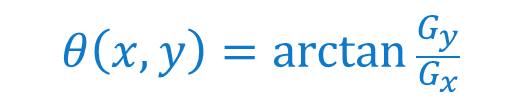 θ(x, y) = arctan G_y/G_x